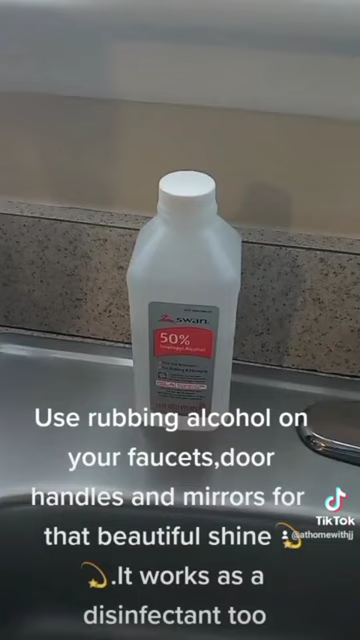 swan
50%
Isopropyl Alcohol
Use rubbing alcohol on
your faucets,door
handles and mirrors for
that beautiful shine 💫
💫.It works as a
disinfectant too
TikTok
@athomewithjj